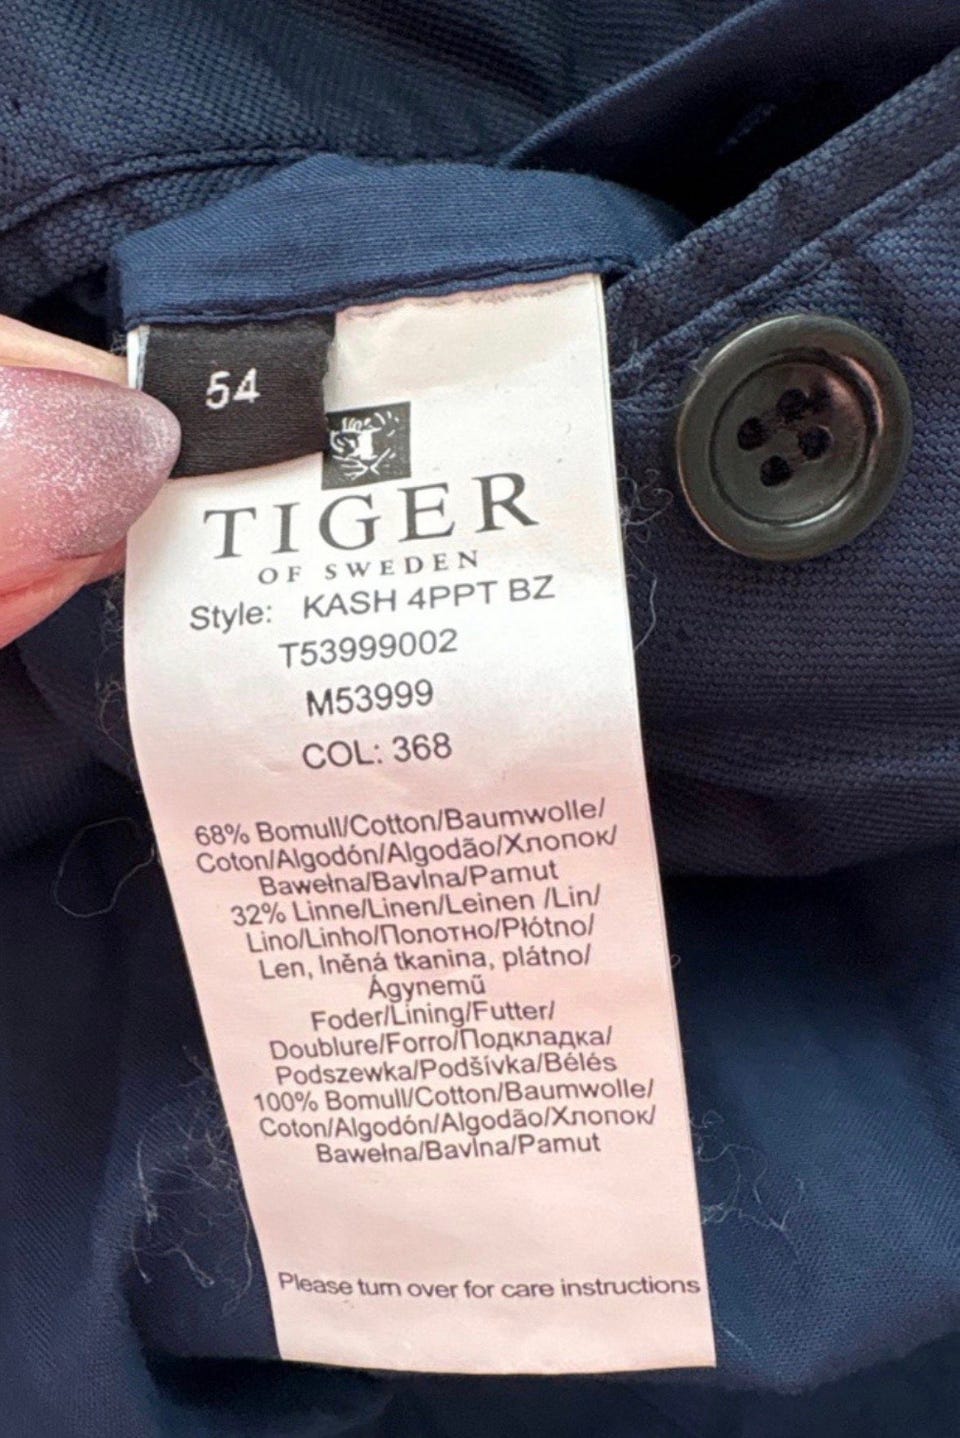 54
TIGER
OF SWEDEN
Style: KASH 4PPT BZ
T53999002
M53999
COL: 368
68% Bomull/Cotton/Baumwolle/
Coton/Algodón/Algodão/Хлопок/
Bawełna/Bavlna/Pamut
32% Linne/Linen/Leinen /Lin/
Lino/Linho/Полотно/Płótno/
Len, lněná tkanina, plátno/
Ágynemű
Foder/Lining/Futter/
Doublure/Forro/Подкладка/
Podszewka/Podšívka/Bélés
100% Bomull/Cotton/Baumwolle/
Coton/Algodón/Algodão/Хлопок/
Bawełna/Bavlna/Pamut
Please turn over for care instructions